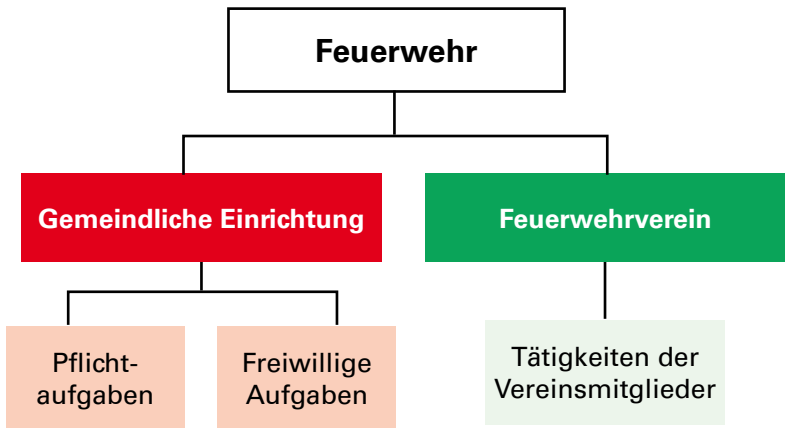 Feuerwehr
Gemeindliche Einrichtung
Feuerwehrverein
Pflicht-
aufgaben
Freiwillige
Aufgaben
Tätigkeiten der
Vereinsmitglieder